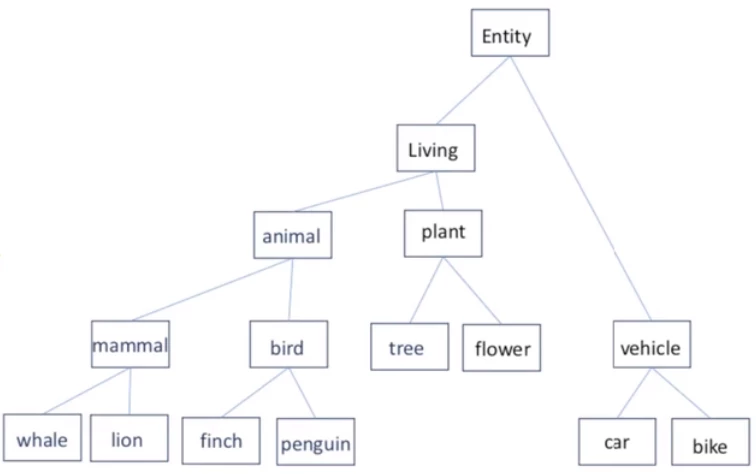 Entity
Living
animal
plant
mammal
bird
tree
flower
vehicle
whale
lion
finch
penguin
car
bike